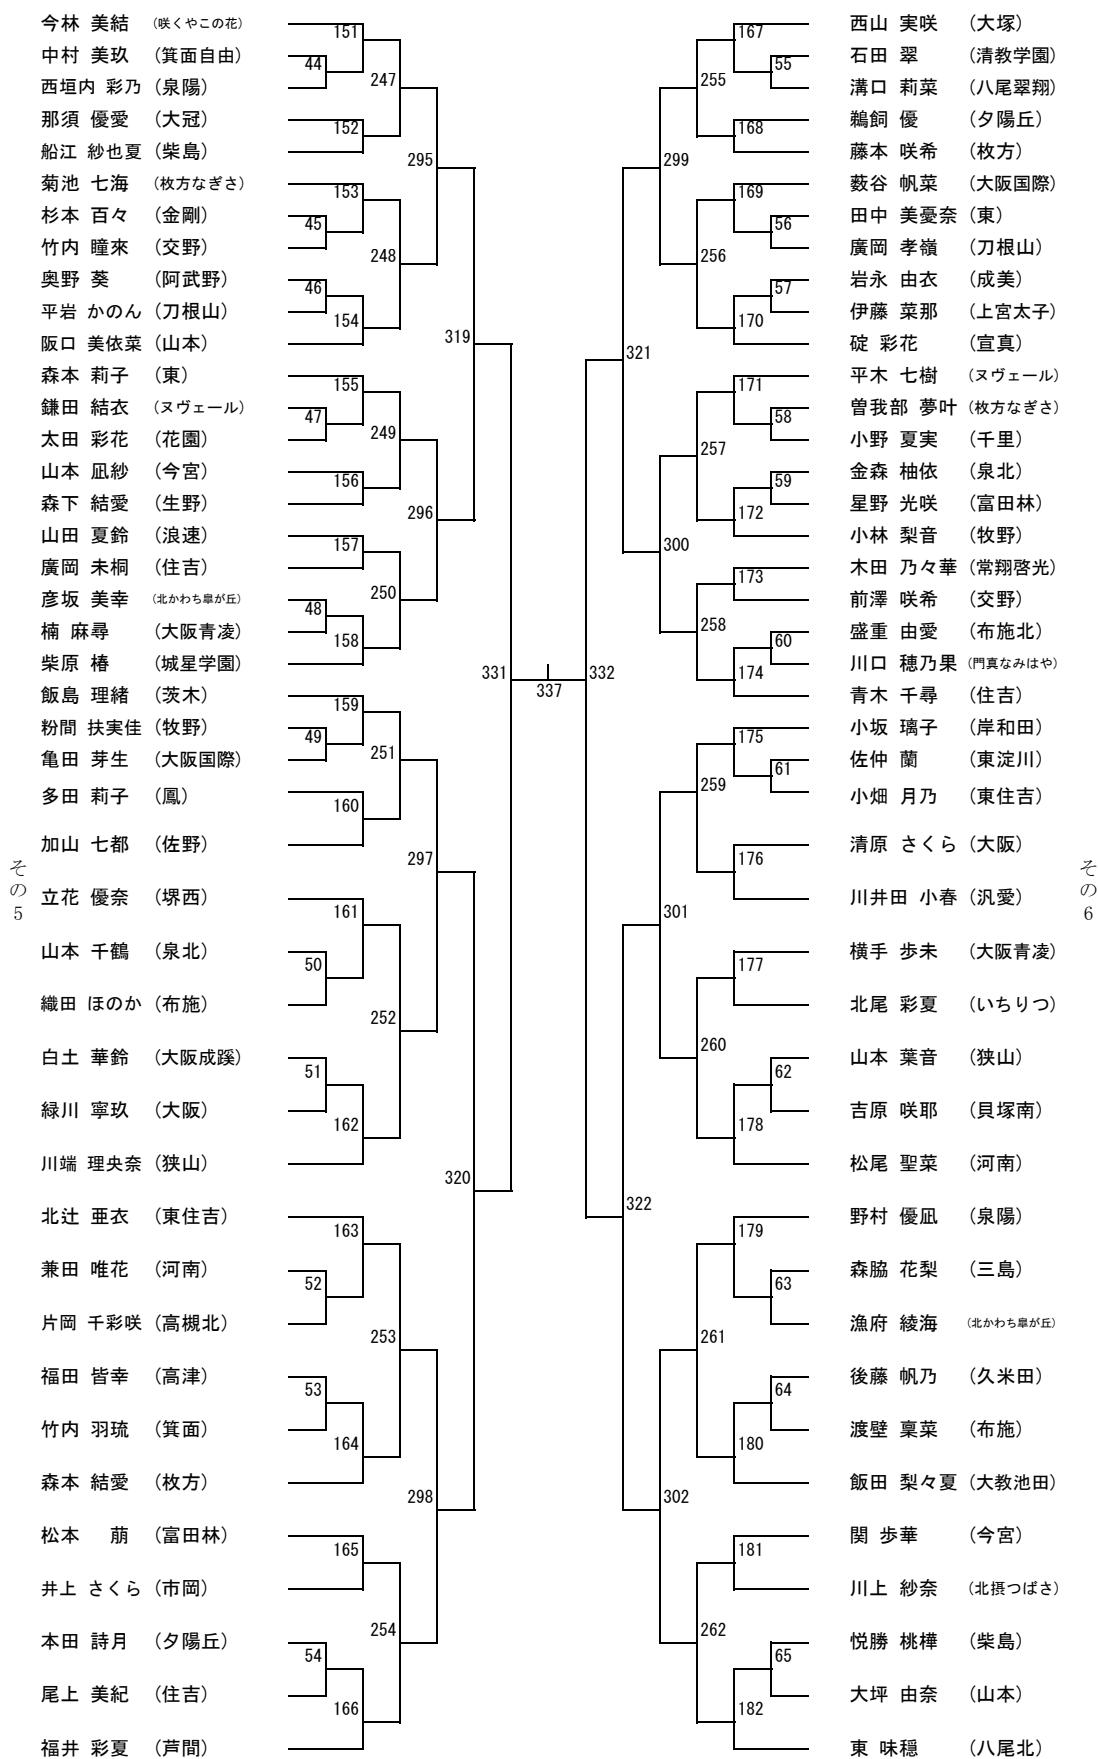 今林 美結 (咲くやこの花)
中村 美玖 (箕面自由)
西垣内 彩乃 (泉陽)
那須 優愛 (大冠)
船江 紗也夏 (柴島)
菊池 七海 (枚方なぎさ)
杉本 百々 (金剛)
竹内 瞳來 (交野)
奥野 葵 (阿武野)
平岩 かのん (刀根山)
阪口 美依菜 (山本)
森本 莉子 (東)
鎌田 結衣 (ヌヴェール)
太田 彩花 (花園)
山本 凪紗 (今宮)
森下 結愛 (生野)
山田 夏鈴 (浪速)
廣岡 未桐 (住吉)
彦坂 美幸 (北かわち皐が丘)
楠 麻尋 (大阪青凌)
柴原 椿 (城星学園)
飯島 理緒 (茨木)
粉間 扶実佳 (牧野)
亀田 芽生 (大阪国際)
多田 莉子 (鳳)
加山 七都 (佐野)
立花 優奈 (堺西)
山本 千鶴 (泉北)
織田 ほのか (布施)
白土 華鈴 (大阪成蹊)
緑川 寧玖 (大阪)
川端 理央奈 (狭山)
北辻 亜衣 (東住吉)
兼田 唯花 (河南)
片岡 千彩咲 (高槻北)
福田 皆幸 (高津)
竹内 羽琉 (箕面)
森本 結愛 (枚方)
松本 萠 (富田林)
井上 さくら (市岡)
本田 詩月 (夕陽丘)
尾上 美紀 (住吉)
福井 彩夏 (芦間)
その5
44
45
46
47
48
49
50
51
52
53
54
151
152
153
154
155
156
157
158
159
160
161
162
163
164
165
166
247
248
249
250
251
252
253
254
295
296
297
298
319
320
331
337
332
321
322
299
300
301
302
255
256
257
258
259
260
261
262
167
168
169
170
171
172
173
174
175
176
177
178
179
180
181
182
55
56
57
58
59
60
61
62
63
64
65
西山 実咲 (大塚)
石田 翠 (清教学園)
溝口 莉菜 (八尾翠翔)
鵜飼 優 (夕陽丘)
藤本 咲希 (枚方)
薮谷 帆菜 (大阪国際)
田中 美憂奈 (東)
廣岡 孝嶺 (刀根山)
岩永 由衣 (成美)
伊藤 菜那 (上宮太子)
碇 彩花 (宣真)
平木 七樹 (ヌヴェール)
曽我部 夢叶 (枚方なぎさ)
小野 夏実 (千里)
金森 柚依 (泉北)
星野 光咲 (富田林)
小林 梨音 (牧野)
木田 乃々華 (常翔啓光)
前澤 咲希 (交野)
盛重 由愛 (布施北)
川口 穂乃果 (門真なみはや)
青木 千尋 (住吉)
小坂 璃子 (岸和田)
佐仲 蘭 (東淀川)
小畑 月乃 (東住吉)
清原 さくら (大阪)
川井田 小春 (汎愛)
横手 歩未 (大阪青凌)
北尾 彩夏 (いちりつ)
山本 葉音 (狭山)
吉原 咲耶 (貝塚南)
松尾 聖菜 (河南)
野村 優凪 (泉陽)
森脇 花梨 (三島)
漁府 綾海 (北かわち皐が丘)
後藤 帆乃 (久米田)
渡壁 稟菜 (布施)
飯田 梨々夏 (大教池田)
関 歩華 (今宮)
川上 紗奈 (北摂つばさ)
悦勝 桃樺 (柴島)
大坪 由奈 (山本)
東 味穏 (八尾北)
その6